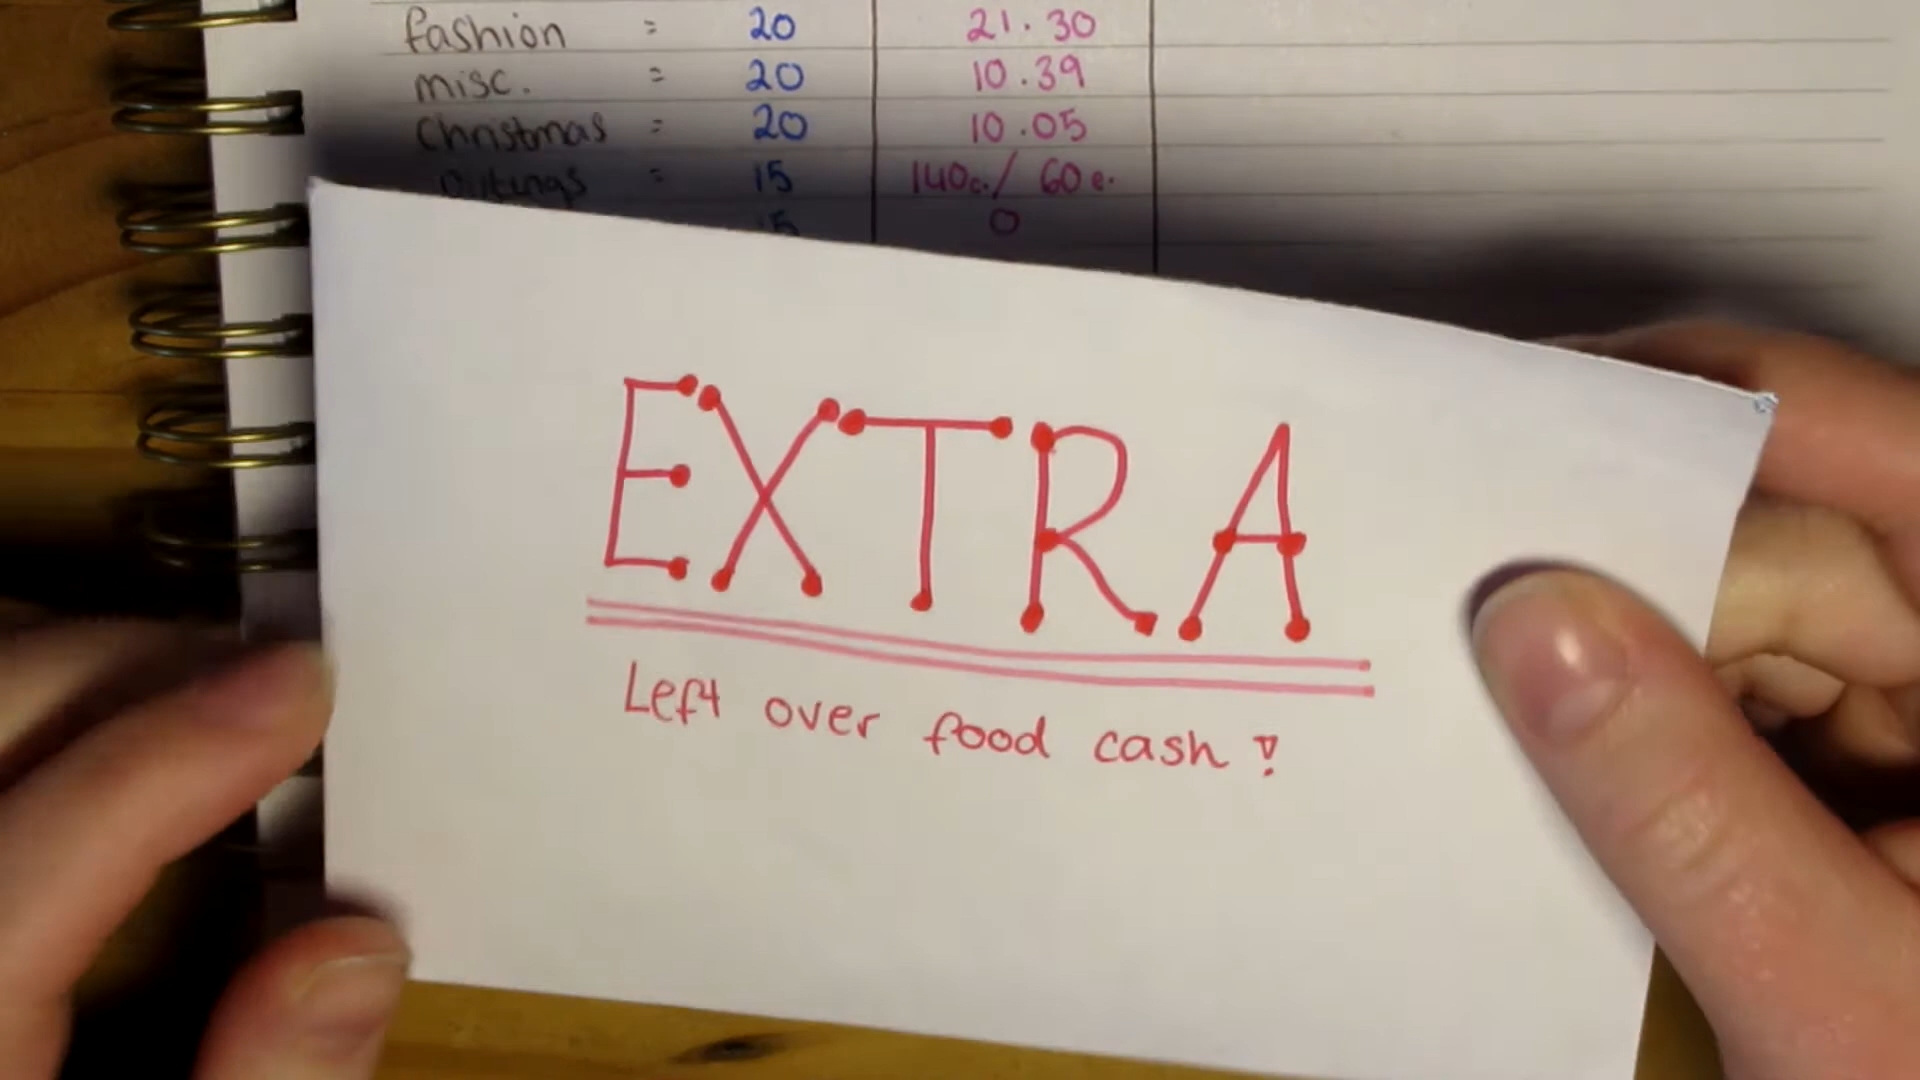 fashion = 20 21.30
misc. = 20 10.39
Christmas = 20 10.05
Outings = 15 140c./ 60e.
15 0
EXTRA
Left over food cash!